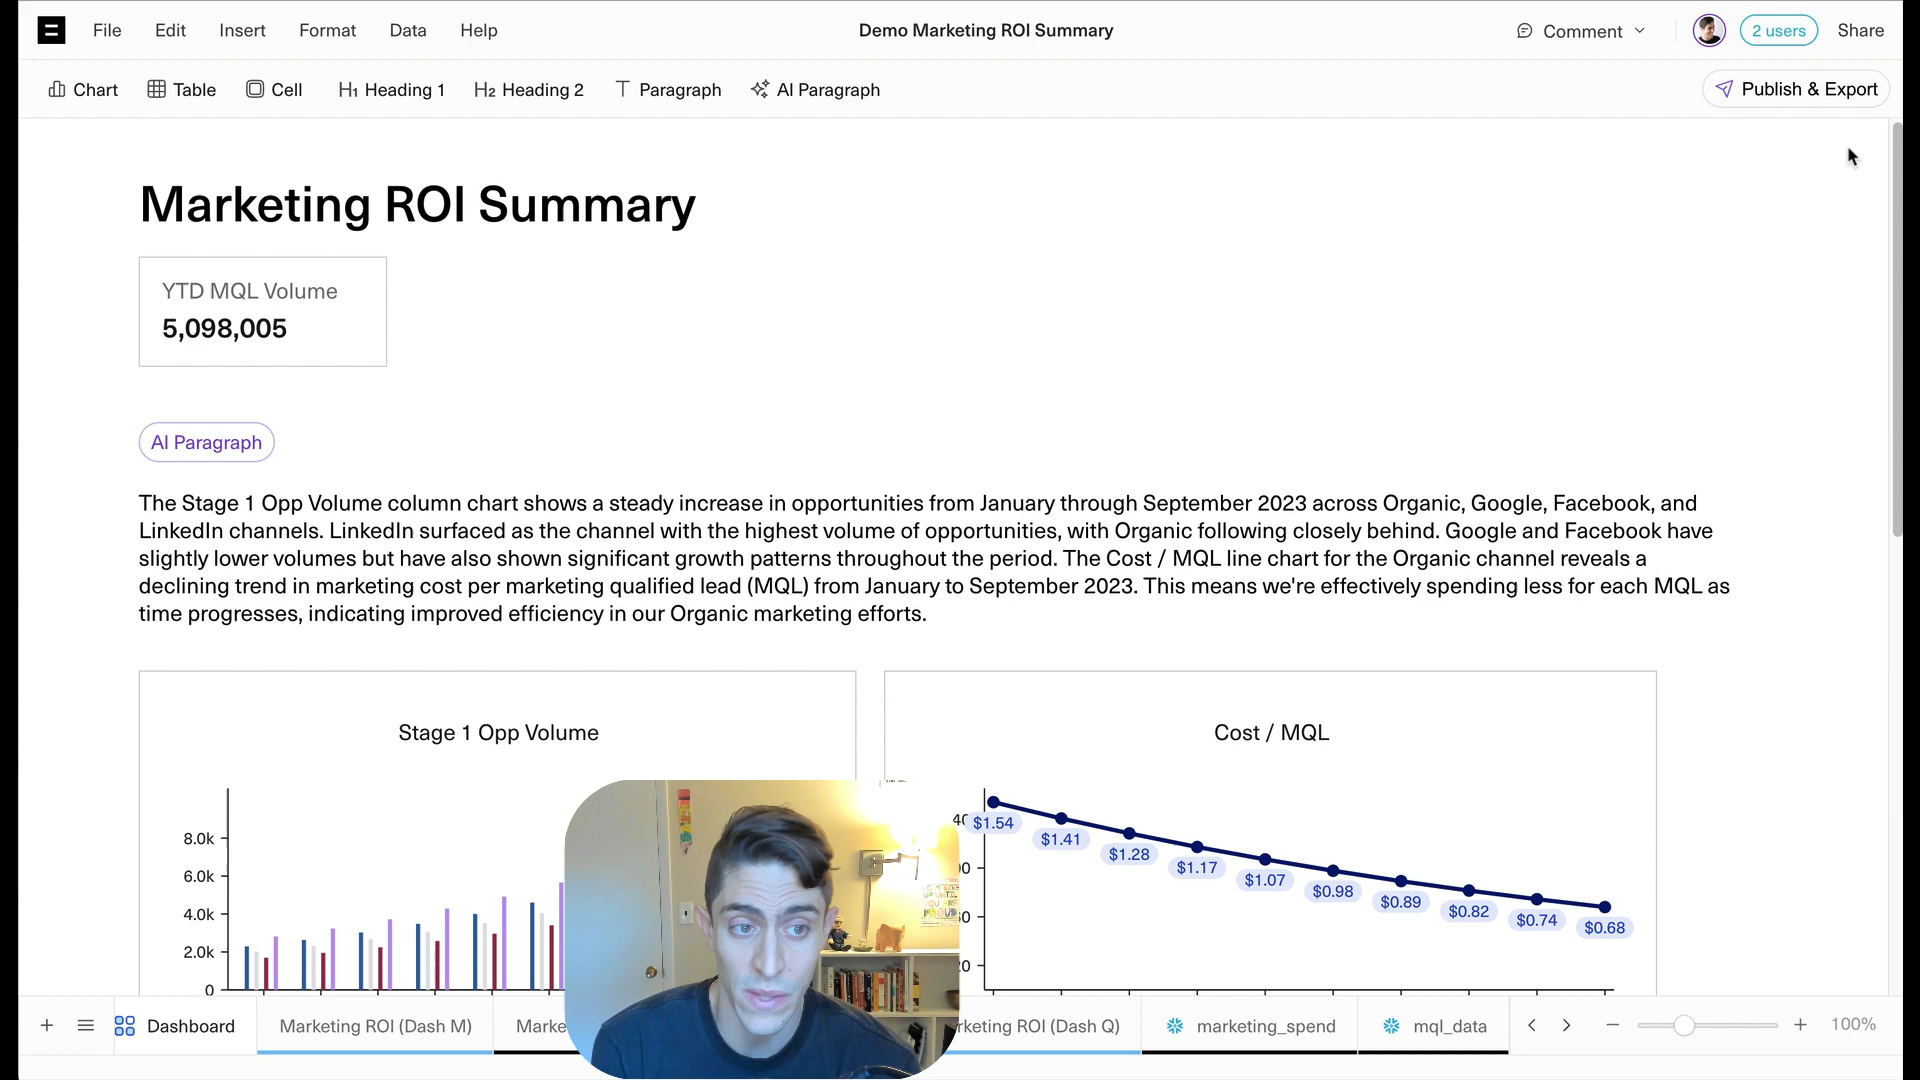 File Edit Insert Format Data Help
Demo Marketing ROI Summary
Comment
2 users
Share
Chart Table Cell H1 Heading 1 H2 Heading 2 Paragraph AI Paragraph
Publish & Export
Marketing ROI Summary
YTD MQL Volume
5,098,005
AI Paragraph
The Stage 1 Opp Volume column chart shows a steady increase in opportunities from January through September 2023 across Organic, Google, Facebook, and
LinkedIn channels. LinkedIn surfaced as the channel with the highest volume of opportunities, with Organic following closely behind. Google and Facebook have
slightly lower volumes but have also shown significant growth patterns throughout the period. The Cost / MQL line chart for the Organic channel reveals a
declining trend in marketing cost per marketing qualified lead (MQL) from January to September 2023. This means we're effectively spending less for each MQL as
time progresses, indicating improved efficiency in our Organic marketing efforts.
Stage 1 Opp Volume
8.0k
6.0k
4.0k
2.0k
0
Cost / MQL
$1.54
$1.41
$1.28
$1.17
$1.07
$0.98
$0.89
$0.82
$0.74
$0.68
Dashboard
Marketing ROI (Dash M)
Marke
rketing ROI (Dash Q)
marketing_spend
mql_data
100%